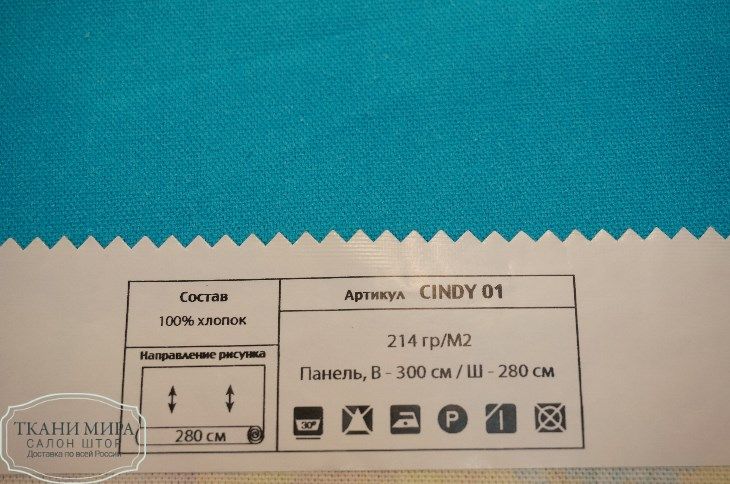 Состав
100% хлопок
Направление рисунка
280 см
Артикул CINDY 01
214 гр/М2
Панель, В - 300 см / Ш - 280 см
30°
P
ТКАНИ МИРА
САЛОН ШТОР
Доставка по всей России